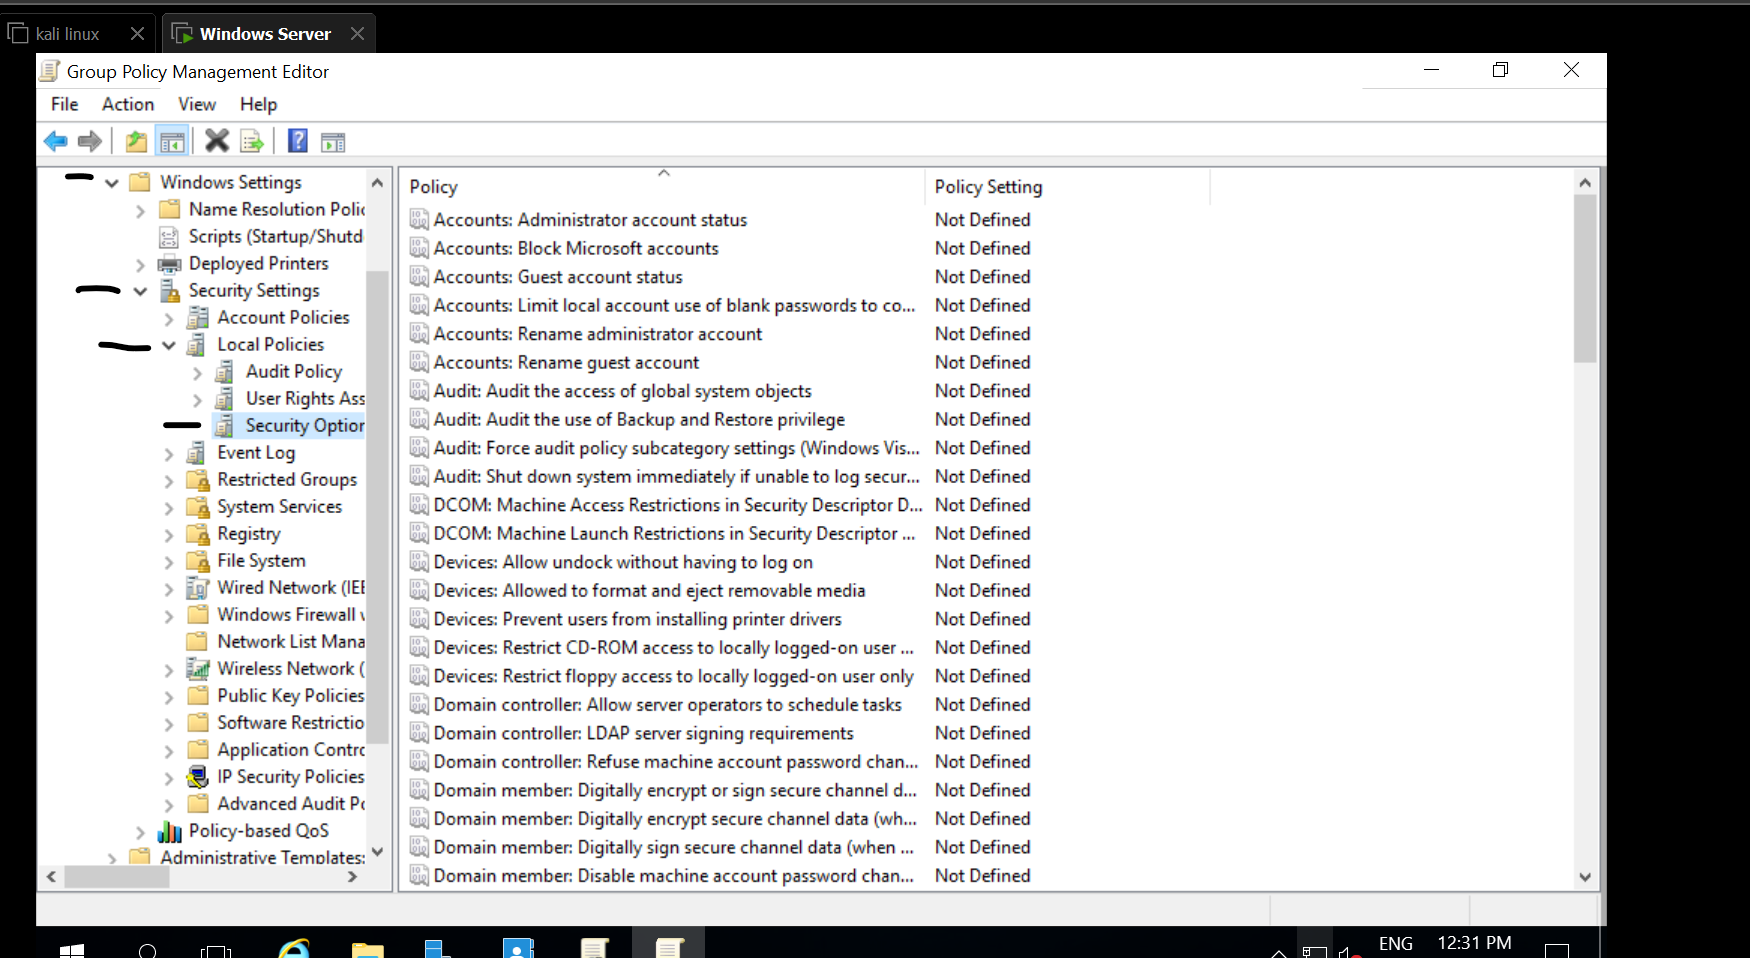 kali linux
Windows Server
Group Policy Management Editor
File Action View Help
Windows Settings
Name Resolution Polic
Scripts (Startup/Shutd
Deployed Printers
Security Settings
Account Policies
Local Policies
Audit Policy
User Rights Ass
Security Option
Event Log
Restricted Groups
System Services
Registry
File System
Wired Network (IEE
Windows Firewall w
Network List Mana
Wireless Network (
Public Key Policies
Software Restrictio
Application Contro
IP Security Policies
Advanced Audit Po
Policy-based QoS
Administrative Templates:
Policy Policy Setting
Accounts: Administrator account status Not Defined
Accounts: Block Microsoft accounts Not Defined
Accounts: Guest account status Not Defined
Accounts: Limit local account use of blank passwords to co... Not Defined
Accounts: Rename administrator account Not Defined
Accounts: Rename guest account Not Defined
Audit: Audit the access of global system objects Not Defined
Audit: Audit the use of Backup and Restore privilege Not Defined
Audit: Force audit policy subcategory settings (Windows Vis... Not Defined
Audit: Shut down system immediately if unable to log secur... Not Defined
DCOM: Machine Access Restrictions in Security Descriptor D... Not Defined
DCOM: Machine Launch Restrictions in Security Descriptor ... Not Defined
Devices: Allow undock without having to log on Not Defined
Devices: Allowed to format and eject removable media Not Defined
Devices: Prevent users from installing printer drivers Not Defined
Devices: Restrict CD-ROM access to locally logged-on user ... Not Defined
Devices: Restrict floppy access to locally logged-on user only Not Defined
Domain controller: Allow server operators to schedule tasks Not Defined
Domain controller: LDAP server signing requirements Not Defined
Domain controller: Refuse machine account password chan... Not Defined
Domain member: Digitally encrypt or sign secure channel d... Not Defined
Domain member: Digitally encrypt secure channel data (wh... Not Defined
Domain member: Digitally sign secure channel data (when ... Not Defined
Domain member: Disable machine account password chan... Not Defined
ENG 12:31 PM